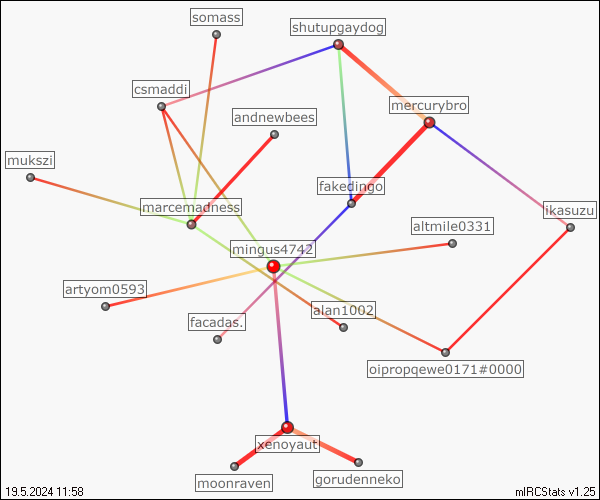 somass
shutupgaydog
csmaddi
mercurybro
andnewbees
mukszi
fakedingo
marcemadness
ikasuzu
altmile0331
mingus4742
artyom0593
alan1002
facadas.
oipropqewe0171#0000
xenoyaut
moonraven
gorudenneko
19.5.2024 11:58
mIRCStats v1.25